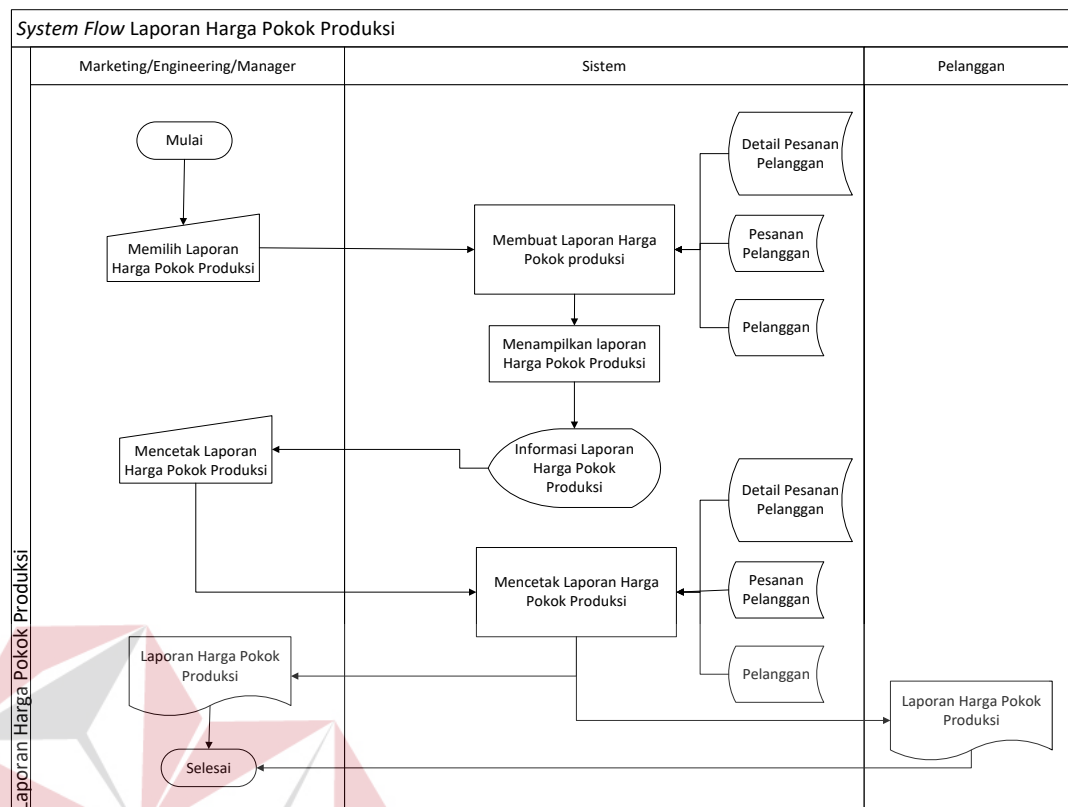 System Flow Laporan Harga Pokok Produksi
Marketing/Engineering/Manager
Sistem
Pelanggan
Laporan Harga Pokok Produksi
Mulai
Memilih Laporan
Harga Pokok Produksi
Membuat Laporan Harga
Pokok produksi
Detail Pesanan
Pelanggan
Pesanan
Pelanggan
Pelanggan
Menampilkan laporan
Harga Pokok Produksi
Informasi Laporan
Harga Pokok
Produksi
Mencetak Laporan
Harga Pokok Produksi
Mencetak Laporan Harga
Pokok Produksi
Detail Pesanan
Pelanggan
Pesanan
Pelanggan
Pelanggan
Laporan Harga Pokok
Produksi
Laporan Harga Pokok
Produksi
Selesai